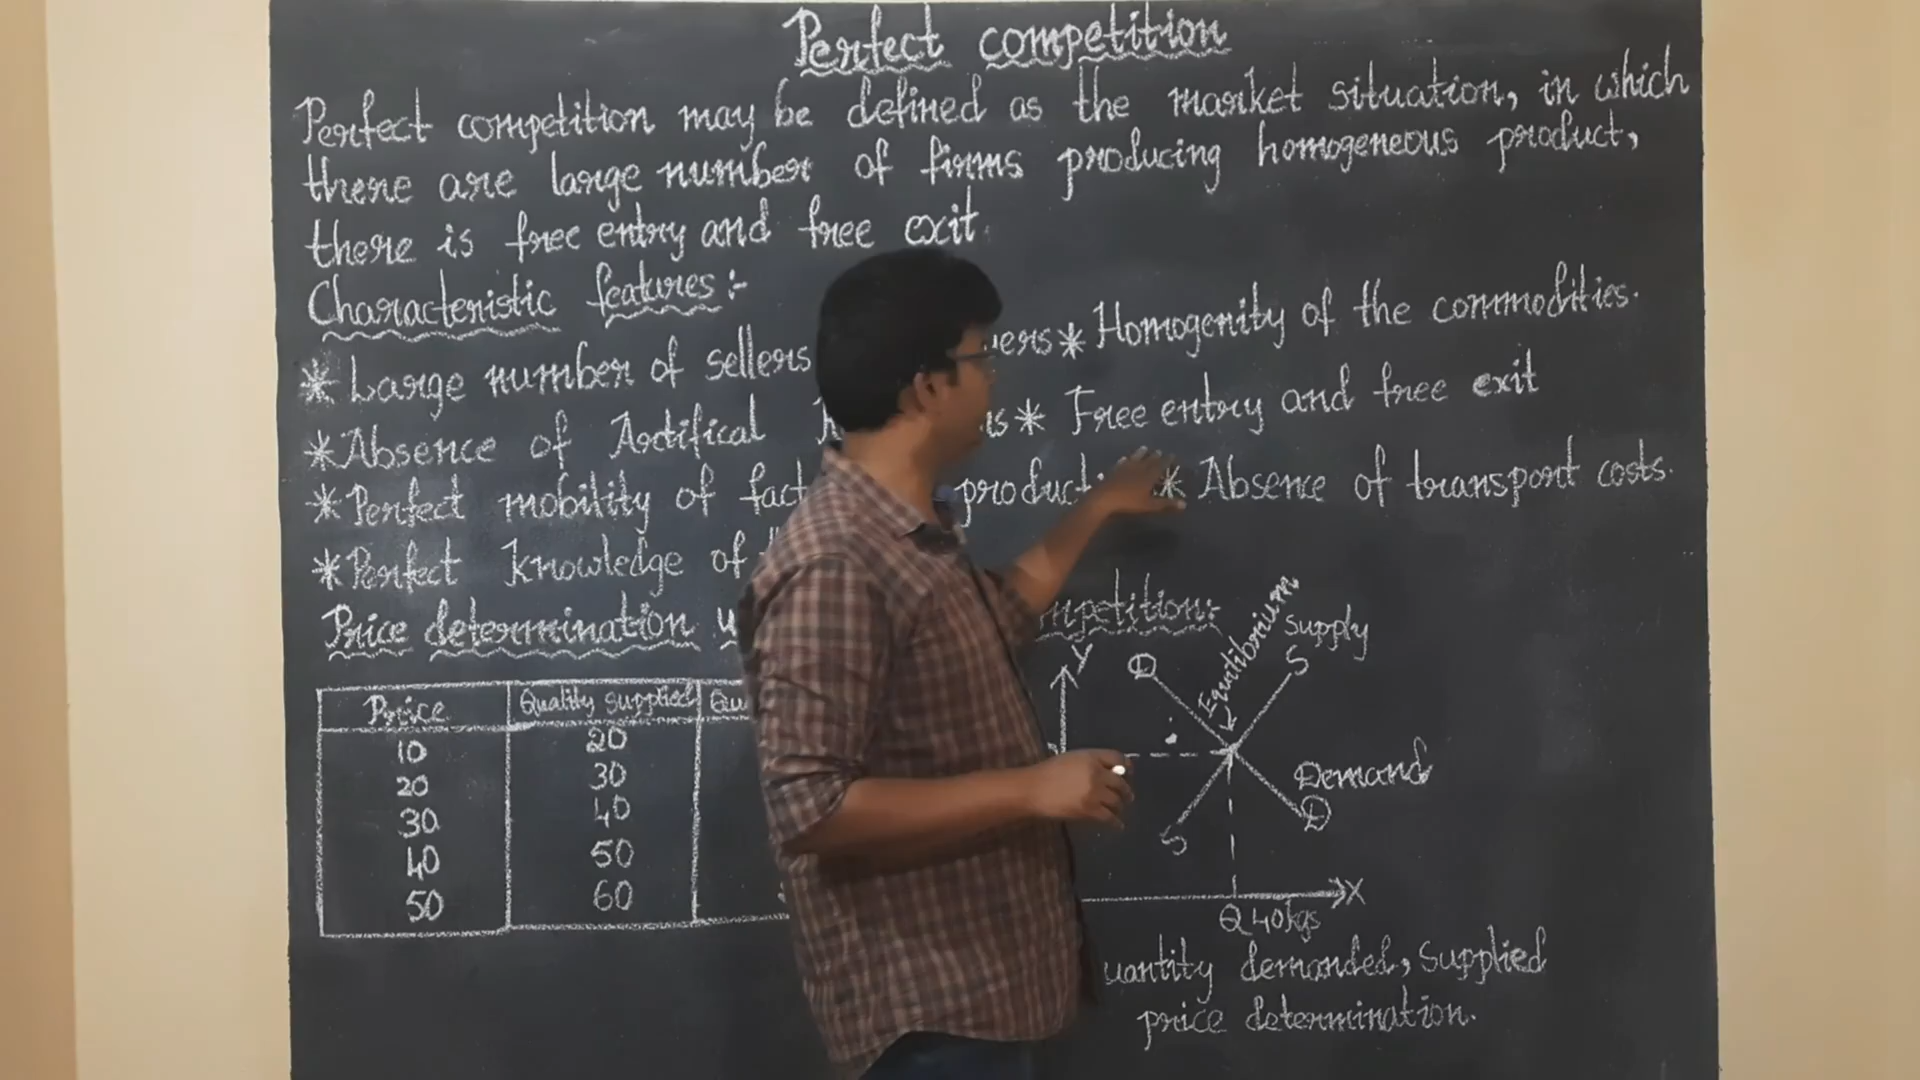 Perfect competition
Perfect competition may be defined as the market situation, in which
there are large number of firms producing homogeneous product,
there is free entry and free exit.
Characteristic features:-
* Large number of sellers * Homogenity of the commodities.
* Absence of Artifical * Free entry and free exit
* Perfect mobility of * Absence of transport costs.
* Perfect Knowledge of
Price determination
Price Quality supplied
10 20
20 30
30 40
40 50
50 60
Y
D
Equilibrium
Supply
S
Demand
D
S
X
Q 40kgs
demanded, Supplied
price determination.